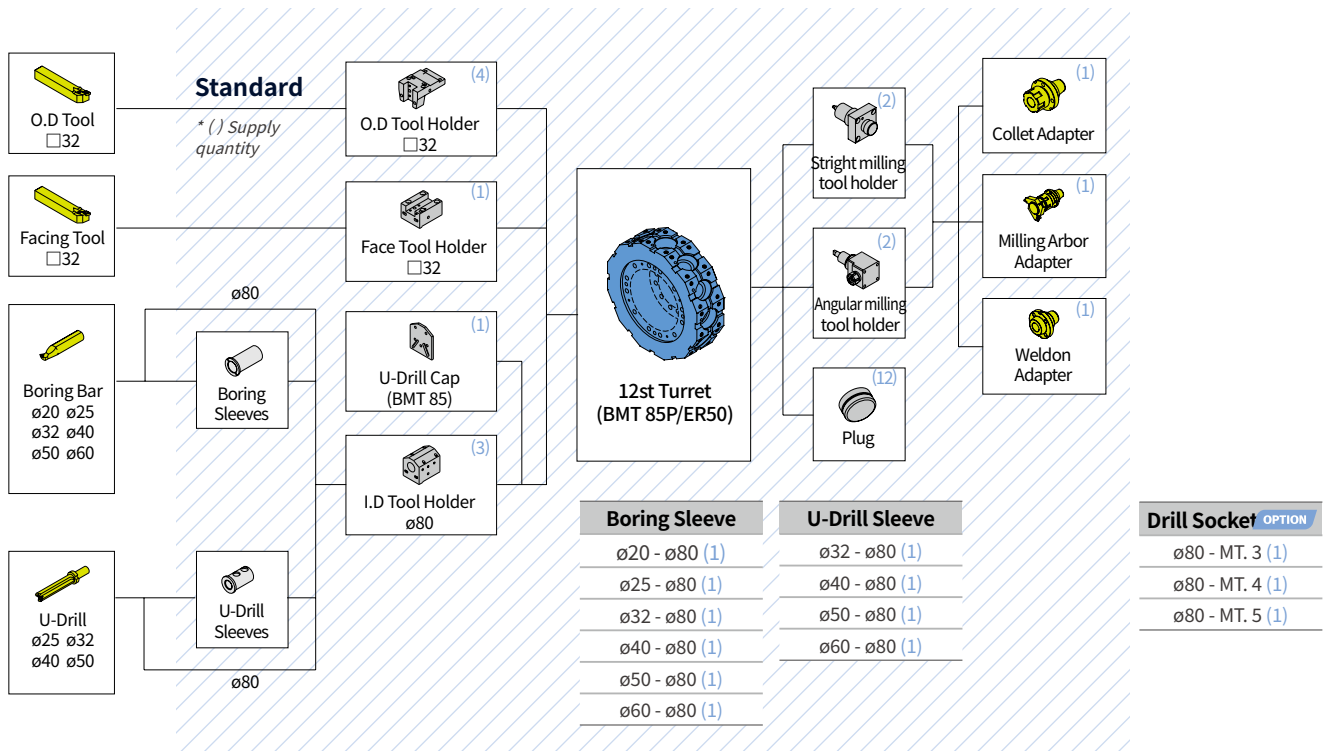 Standard
* ( ) Supply
quantity
O.D Tool
□32
Facing Tool
□32
ø80
Boring Bar
ø20 ø25
ø32 ø40
ø50 ø60
Boring
Sleeves
U-Drill
ø25 ø32
ø40 ø50
U-Drill
Sleeves
ø80
(4)
O.D Tool Holder
□32
(1)
Face Tool Holder
□32
(1)
U-Drill Cap
(BMT 85)
(3)
I.D Tool Holder
ø80
12st Turret
(BMT 85P/ER50)
(2)
Stright milling
tool holder
(2)
Angular milling
tool holder
(12)
Plug
(1)
Collet Adapter
(1)
Milling Arbor
Adapter
(1)
Weldon
Adapter
Boring Sleeve
ø20 - ø80 (1)
ø25 - ø80 (1)
ø32 - ø80 (1)
ø40 - ø80 (1)
ø50 - ø80 (1)
ø60 - ø80 (1)
U-Drill Sleeve
ø32 - ø80 (1)
ø40 - ø80 (1)
ø50 - ø80 (1)
ø60 - ø80 (1)
Drill Socket OPTION
ø80 - MT. 3 (1)
ø80 - MT. 4 (1)
ø80 - MT. 5 (1)